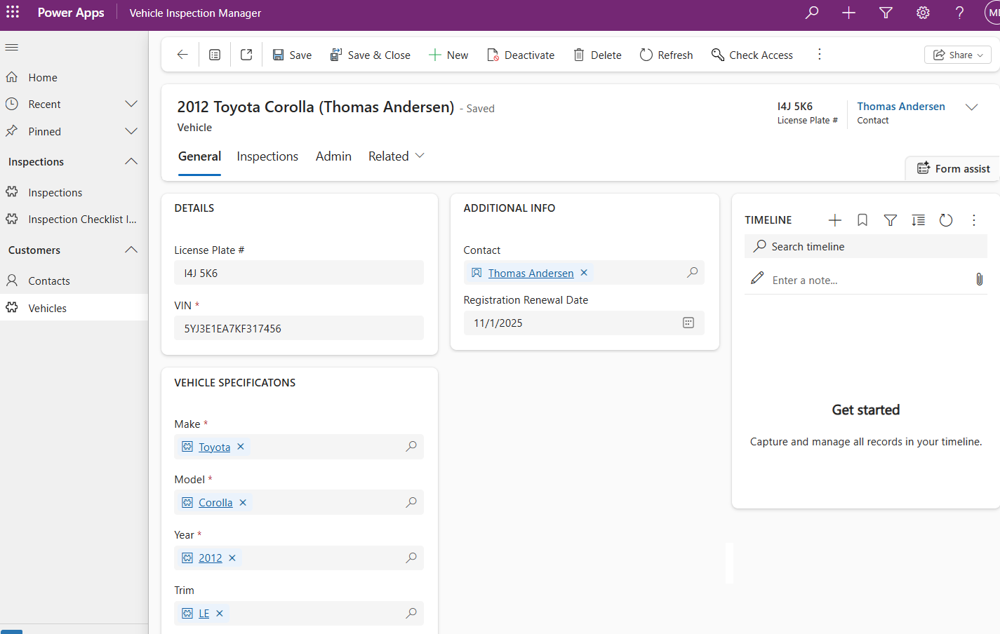 Power Apps
Vehicle Inspection Manager
Save
Save & Close
New
Deactivate
Delete
Refresh
Check Access
Share
Home
Recent
Pinned
Inspections
Inspections
Inspection Checklist I...
Customers
Contacts
Vehicles
2012 Toyota Corolla (Thomas Andersen) - Saved
Vehicle
I4J 5K6
License Plate #
Thomas Andersen
Contact
General
Inspections
Admin
Related
Form assist
DETAILS
License Plate #
I4J 5K6
VIN *
5YJ3E1EA7KF317456
VEHICLE SPECIFICATONS
Make *
Toyota
Model *
Corolla
Year *
2012
Trim
LE
ADDITIONAL INFO
Contact
Thomas Andersen
Registration Renewal Date
11/1/2025
TIMELINE
Search timeline
Enter a note...
Get started
Capture and manage all records in your timeline.